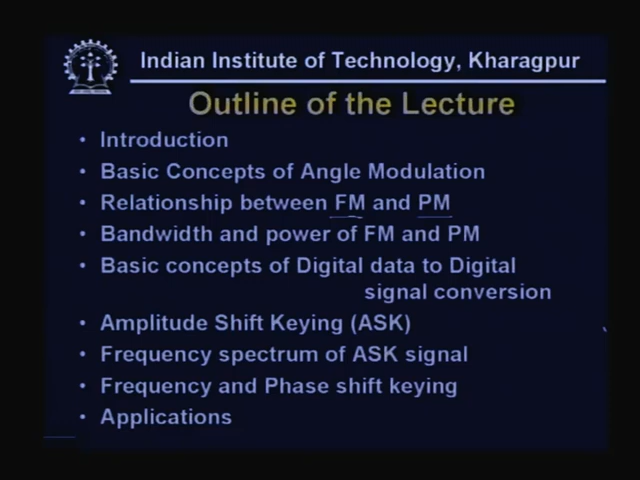 Indian Institute of Technology, Kharagpur
Outline of the Lecture
• Introduction
• Basic Concepts of Angle Modulation
• Relationship between FM and PM
• Bandwidth and power of FM and PM
• Basic concepts of Digital data to Digital
signal conversion
• Amplitude Shift Keying (ASK)
• Frequency spectrum of ASK signal
• Frequency and Phase shift keying
• Applications